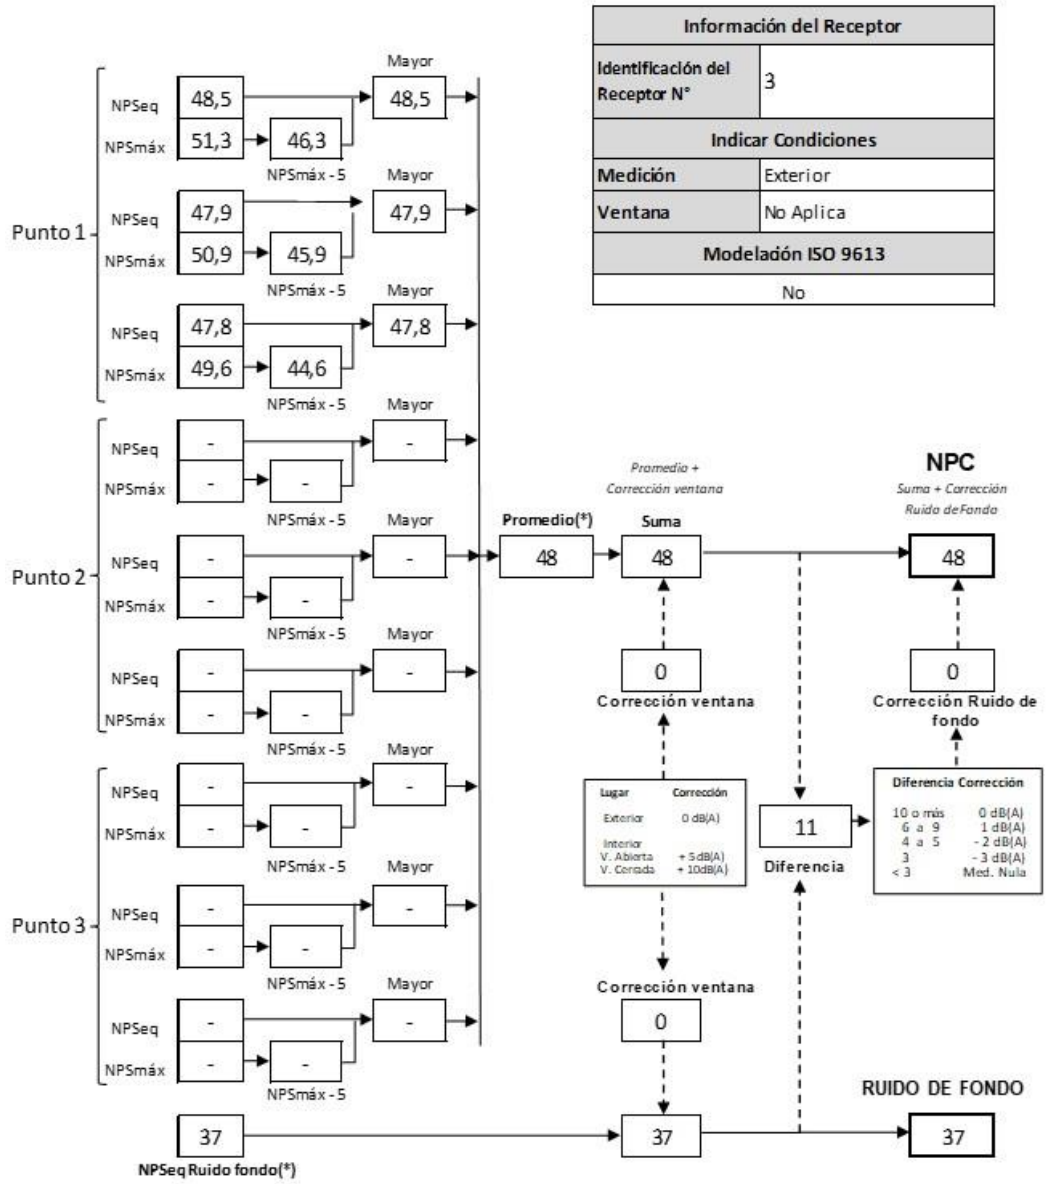 Información del Receptor
Identificación del Receptor N° 3
Indicar Condiciones
Medición Exterior
Ventana No Aplica
Modelación ISO 9613
No
Punto 1
Mayor
NPSeq 48,5 48,5
NPSmáx 51,3 46,3
NPSmáx - 5 Mayor
NPSeq 47,9 47,9
NPSmáx 50,9 45,9
NPSmáx - 5 Mayor
NPSeq 47,8 47,8
NPSmáx 49,6 44,6
NPSmáx - 5 Mayor
Punto 2
NPSeq - -
NPSmáx - -
NPSmáx - 5 Mayor
NPSeq - -
NPSmáx - -
NPSmáx - 5 Mayor
NPSeq - -
NPSmáx - -
NPSmáx - 5 Mayor
Punto 3
NPSeq - -
NPSmáx - -
NPSmáx - 5 Mayor
NPSeq - -
NPSmáx - -
NPSmáx - 5 Mayor
NPSeq - -
NPSmáx - -
NPSmáx - 5
37
NPSeq Ruido fondo(*)
Promedio(*)
48
Promedio +
Corrección ventana
Suma
48
0
Corrección ventana
Lugar Corrección
Exterior 0 dB(A)
Interior
V. Abierta + 5dB(A)
V. Cerrada + 10dB(A)
Corrección ventana
0
37
11
Diferencia
NPC
Suma + Corrección
Ruido de Fondo
48
0
Corrección Ruido de
fondo
Diferencia Corrección
10 o más 0 dB(A)
6 a 9 1 dB(A)
4 a 5 - 2 dB(A)
3 - 3 dB(A)
< 3 Med. Nula
RUIDO DE FONDO
37